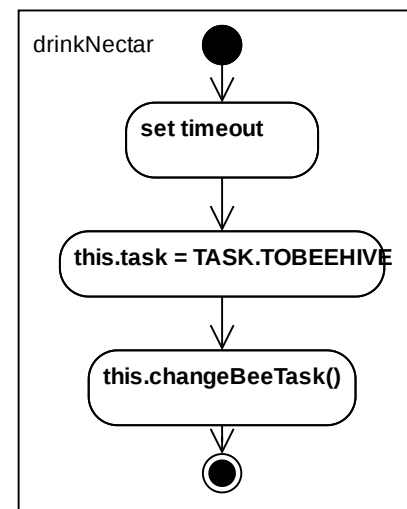 drinkNectar
set timeout
this.task = TASK.TOBEEHIVE
this.changeBeeTask()